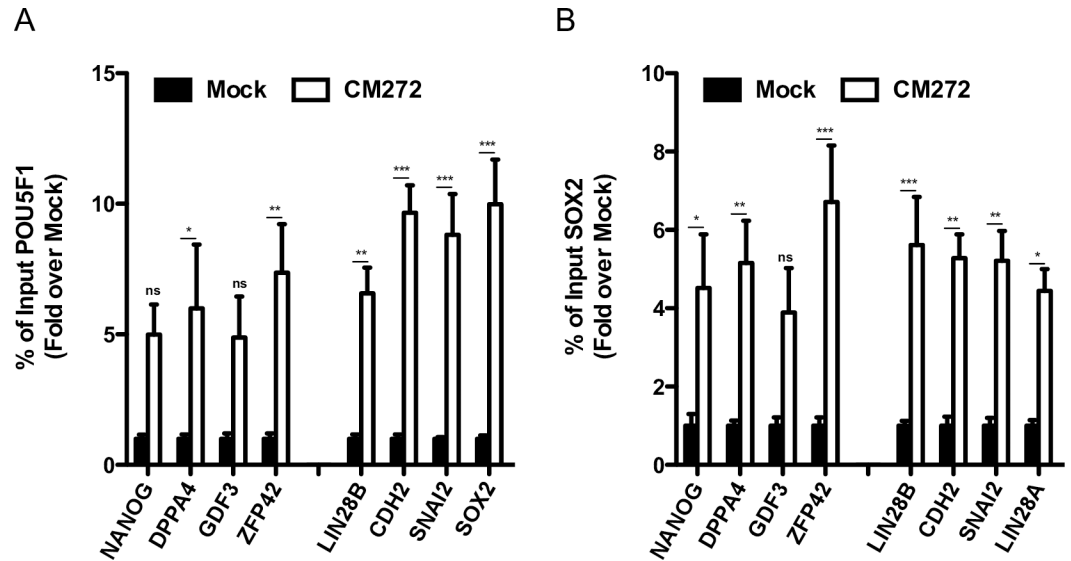 A
% of Input POU5F1
(Fold over Mock)
15
10
5
0
Mock CM272
ns
*
ns
**
**
***
***
***
NANOG
DPPA4
GDF3
ZFP42
LIN28B
CDH2
SNAI2
SOX2
B
% of Input SOX2
(Fold over Mock)
10
8
6
4
2
0
Mock CM272
*
**
ns
***
***
**
**
*
NANOG
DPPA4
GDF3
ZFP42
LIN28B
CDH2
SNAI2
LIN28A